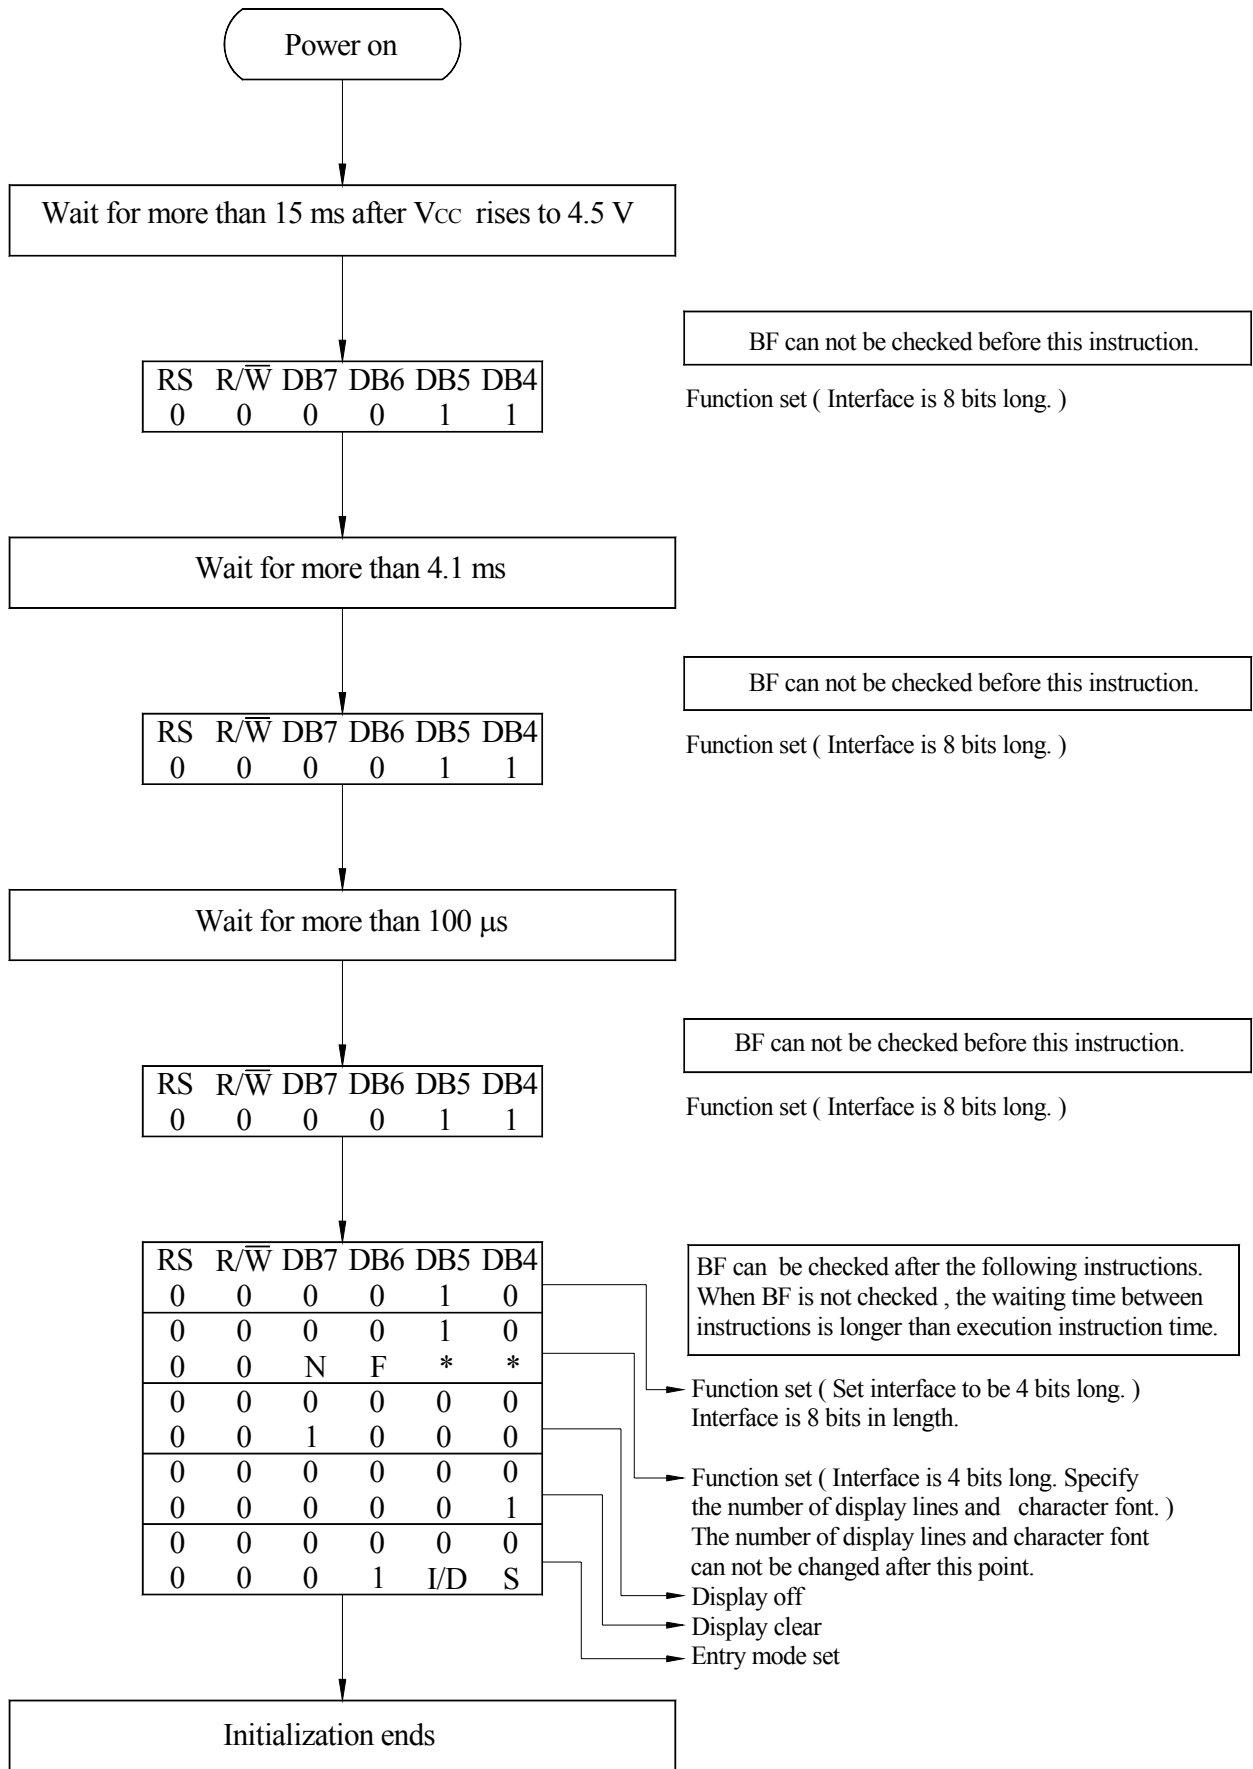 Power on
Wait for more than 15 ms after Vcc rises to 4.5 V
BF can not be checked before this instruction.
RS R/W̅ DB7 DB6 DB5 DB4
0 0 0 0 1 1
Function set ( Interface is 8 bits long. )
Wait for more than 4.1 ms
BF can not be checked before this instruction.
RS R/W̅ DB7 DB6 DB5 DB4
0 0 0 0 1 1
Function set ( Interface is 8 bits long. )
Wait for more than 100 μs
BF can not be checked before this instruction.
RS R/W̅ DB7 DB6 DB5 DB4
0 0 0 0 1 1
Function set ( Interface is 8 bits long. )
RS R/W̅ DB7 DB6 DB5 DB4
0 0 0 0 1 0
0 0 0 0 1 0
0 0 N F * *
0 0 0 0 0 0
0 0 1 0 0 0
0 0 0 0 0 0
0 0 0 0 0 1
0 0 0 0 0 0
0 0 0 1 I/D S
BF can be checked after the following instructions.
When BF is not checked , the waiting time between
instructions is longer than execution instruction time.
Function set ( Set interface to be 4 bits long. )
Interface is 8 bits in length.
Function set ( Interface is 4 bits long. Specify
the number of display lines and character font. )
The number of display lines and character font
can not be changed after this point.
Display off
Display clear
Entry mode set
Initialization ends